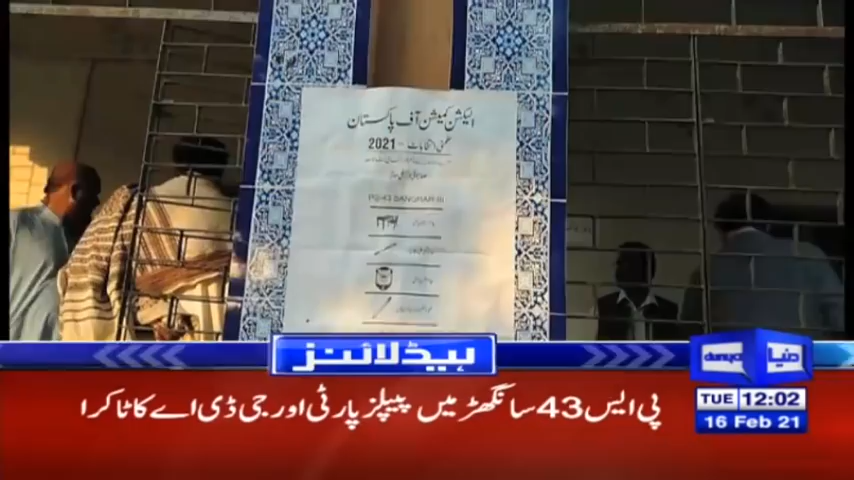 الیکشن کمیشن آف پاکستان
ضمنی انتخابات - 2021
PS-43 SANGHAR-III
ہیڈلائنز
dunya دنیا
پی ایس 43 سانگھڑ میں پیپلز پارٹی اور جی ڈی اے کا ٹاکرا
TUE 12:02
16 Feb 21